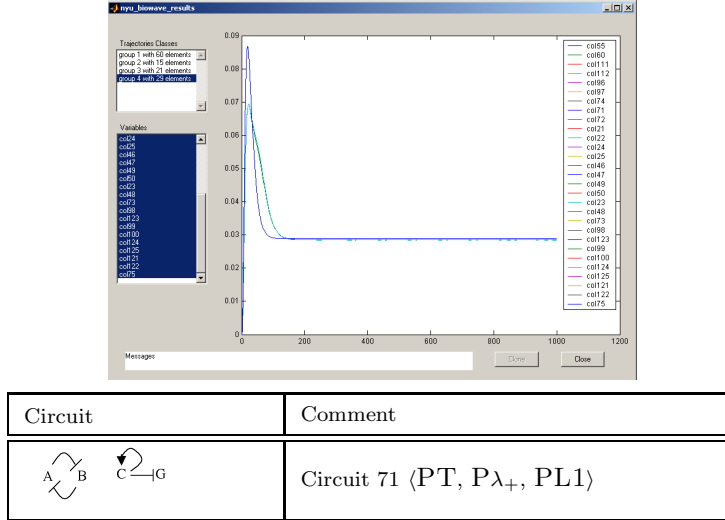 nyu_biowave_results
Trajectories Classes
group 1 with 60 elements
group 2 with 15 elements
group 3 with 21 elements
group 4 with 29 elements
Variables
col24
col25
col46
col47
col49
col50
col23
col48
col73
col98
col123
col99
col100
col124
col125
col121
col122
col75
0.09
0.08
0.07
0.06
0.05
0.04
0.03
0.02
0.01
0
0 200 400 600 800 1000 1200
col55
col60
col111
col112
col96
col97
col74
col71
col72
col21
col22
col24
col25
col46
col47
col49
col50
col23
col48
col73
col98
col123
col99
col100
col124
col125
col121
col122
col75
Messages
Clone
Close
Circuit Comment
A B C G
Circuit 71 ⟨PT, Pλ₊, PL1⟩